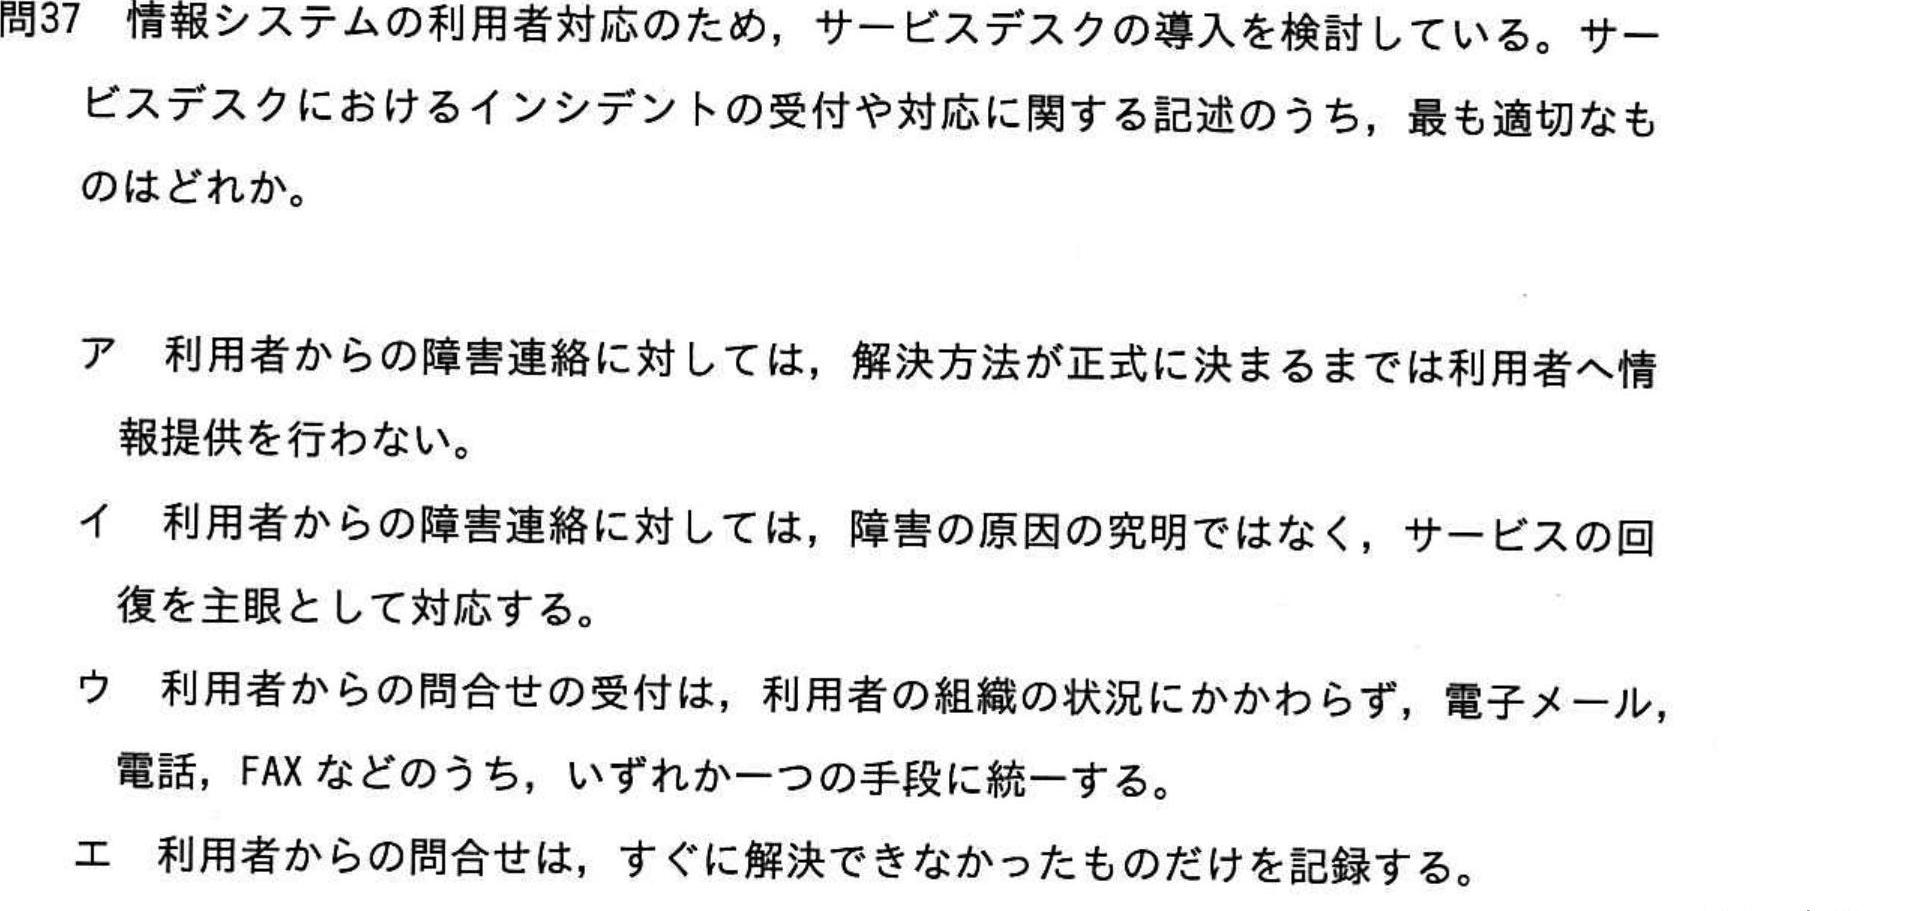 問37　情報システムの利用者対応のため，サービスデスクの導入を検討している。サー
ビスデスクにおけるインシデントの受付や対応に関する記述のうち，最も適切なも
のはどれか。
ア　利用者からの障害連絡に対しては，解決方法が正式に決まるまでは利用者へ情
報提供を行わない。
イ　利用者からの障害連絡に対しては，障害の原因の究明ではなく，サービスの回
復を主眼として対応する。
ウ　利用者からの問合せの受付は，利用者の組織の状況にかかわらず，電子メール，
電話，FAX などのうち，いずれか一つの手段に統一する。
エ　利用者からの問合せは，すぐに解決できなかったものだけを記録する。